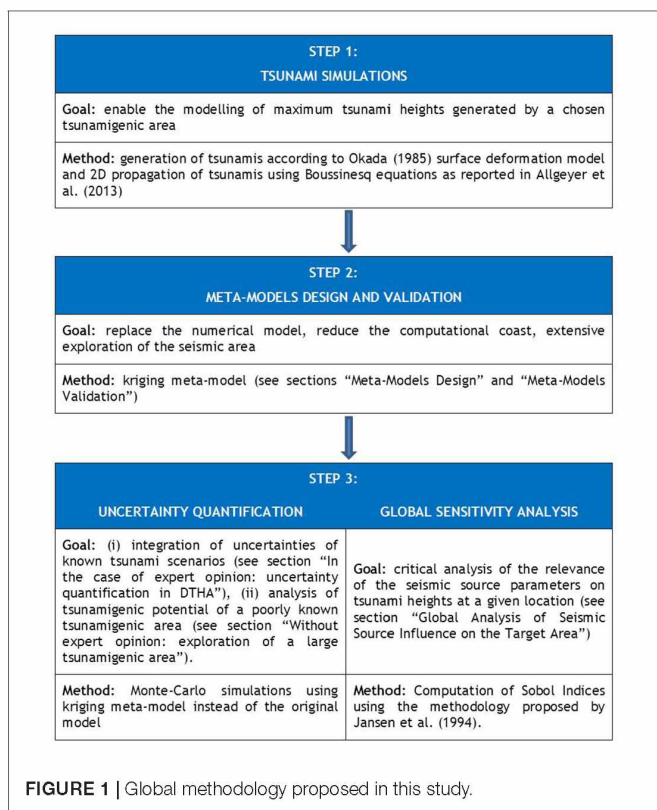 STEP 1:
TSUNAMI SIMULATIONS
Goal: enable the modelling of maximum tsunami heights generated by a chosen
tsunamigenic area
Method: generation of tsunamis according to Okada (1985) surface deformation model
and 2D propagation of tsunamis using Boussinesq equations as reported in Allgeyer et
al. (2013)
STEP 2:
META-MODELS DESIGN AND VALIDATION
Goal: replace the numerical model, reduce the computational coast, extensive
exploration of the seismic area
Method: kriging meta-model (see sections “Meta-Models Design” and “Meta-Models
Validation”)
STEP 3:
UNCERTAINTY QUANTIFICATION
Goal: (i) integration of uncertainties of
known tsunami scenarios (see section “In
the case of expert opinion: uncertainty
quantification in DTHA”), (ii) analysis of
tsunamigenic potential of a poorly known
tsunamigenic area (see section “Without
expert opinion: exploration of a large
tsunamigenic area”).
Method: Monte-Carlo simulations using
kriging meta-model instead of the original
model
GLOBAL SENSITIVITY ANALYSIS
Goal: critical analysis of the relevance
of the seismic source parameters on
tsunami heights at a given location (see
section “Global Analysis of Seismic
Source Influence on the Target Area”)
Method: Computation of Sobol Indices
using the methodology proposed by
Jansen et al. (1994).
FIGURE 1 | Global methodology proposed in this study.